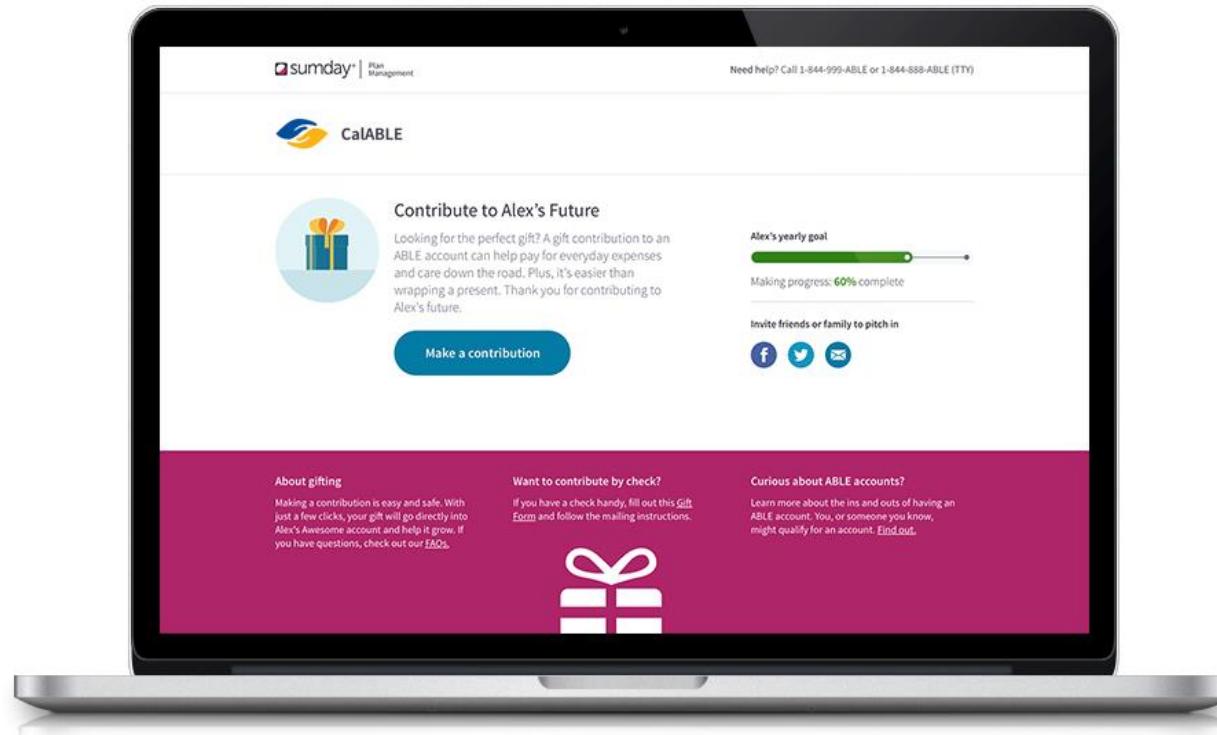 sumday+ | Plan
Management
Need help? Call 1-844-999-ABLE or 1-844-888-ABLE (TTY)
CalABLE
Contribute to Alex's Future
Looking for the perfect gift? A gift contribution to an
ABLE account can help pay for everyday expenses
and care down the road. Plus, it's easier than
wrapping a present. Thank you for contributing to
Alex's future.
Make a contribution
Alex's yearly goal
Making progress: 60% complete
Invite friends or family to pitch in
About gifting
Making a contribution is easy and safe. With
just a few clicks, your gift will go directly into
Alex's Awesome account and help it grow. If
you have questions, check out our FAQs.
Want to contribute by check?
If you have a check handy, fill out this Gift
Form and follow the mailing instructions.
Curious about ABLE accounts?
Learn more about the ins and outs of having an
ABLE account. You, or someone you know,
might qualify for an account. Find out.